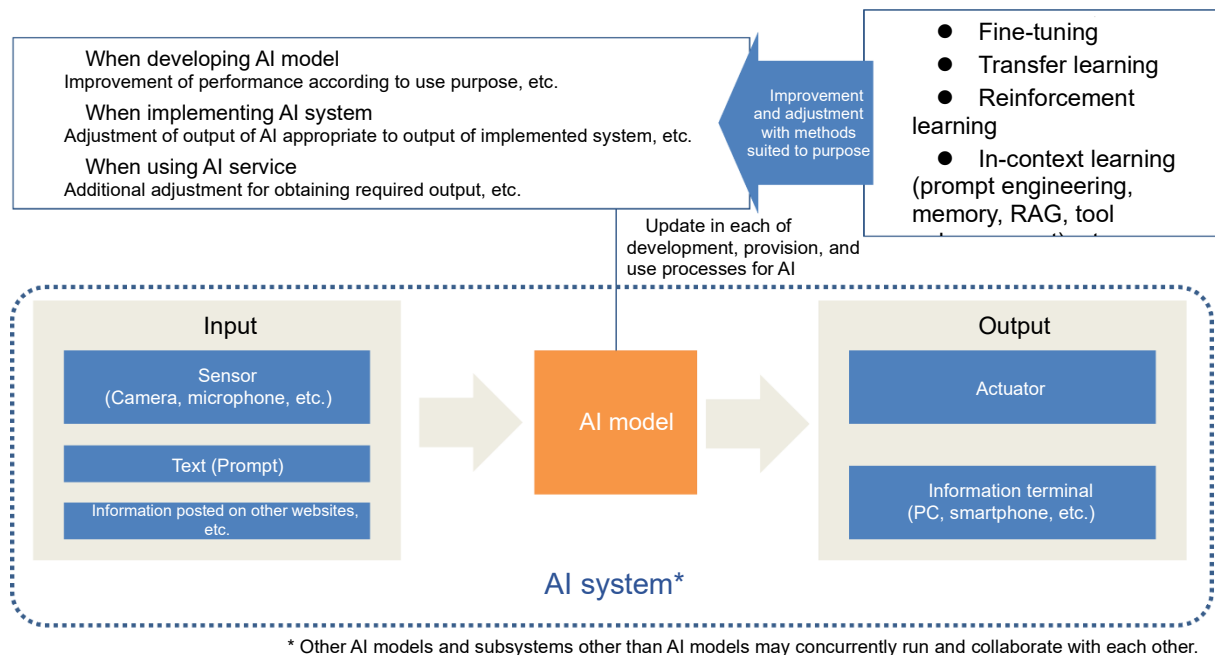 When developing AI model
Improvement of performance according to use purpose, etc.
When implementing AI system
Adjustment of output of AI appropriate to output of implemented system, etc.
When using AI service
Additional adjustment for obtaining required output, etc.
Improvement
and adjustment
with methods
suited to purpose
● Fine-tuning
● Transfer learning
● Reinforcement
learning
● In-context learning
(prompt engineering,
memory, RAG, tool
Update in each of
development, provision, and
use processes for AI
Input
Sensor
(Camera, microphone, etc.)
Text (Prompt)
Information posted on other websites,
etc.
AI model
Output
Actuator
Information terminal
(PC, smartphone, etc.)
AI system*
* Other AI models and subsystems other than AI models may concurrently run and collaborate with each other.